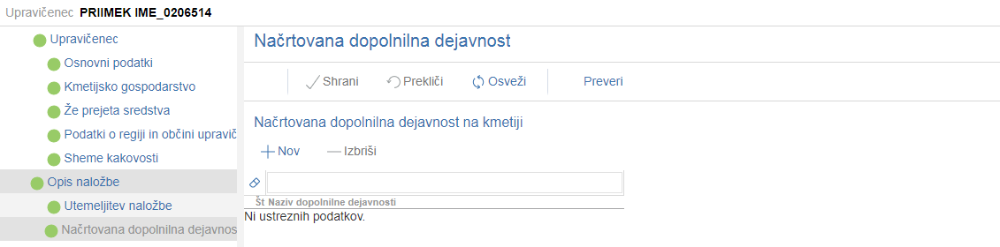 Upravičenec PRIIMEK IME_0206514
Upravičenec
Osnovni podatki
Kmetijsko gospodarstvo
Že prejeta sredstva
Podatki o regiji in občini upravič
Sheme kakovosti
Opis naložbe
Utemeljitev naložbe
Načrtovana dopolnilna dejavnos
Načrtovana dopolnilna dejavnost
Shrani Prekliči Osveži Preveri
Načrtovana dopolnilna dejavnost na kmetiji
Nov Izbriši
Št Naziv dopolnilne dejavnosti
Ni ustreznih podatkov.